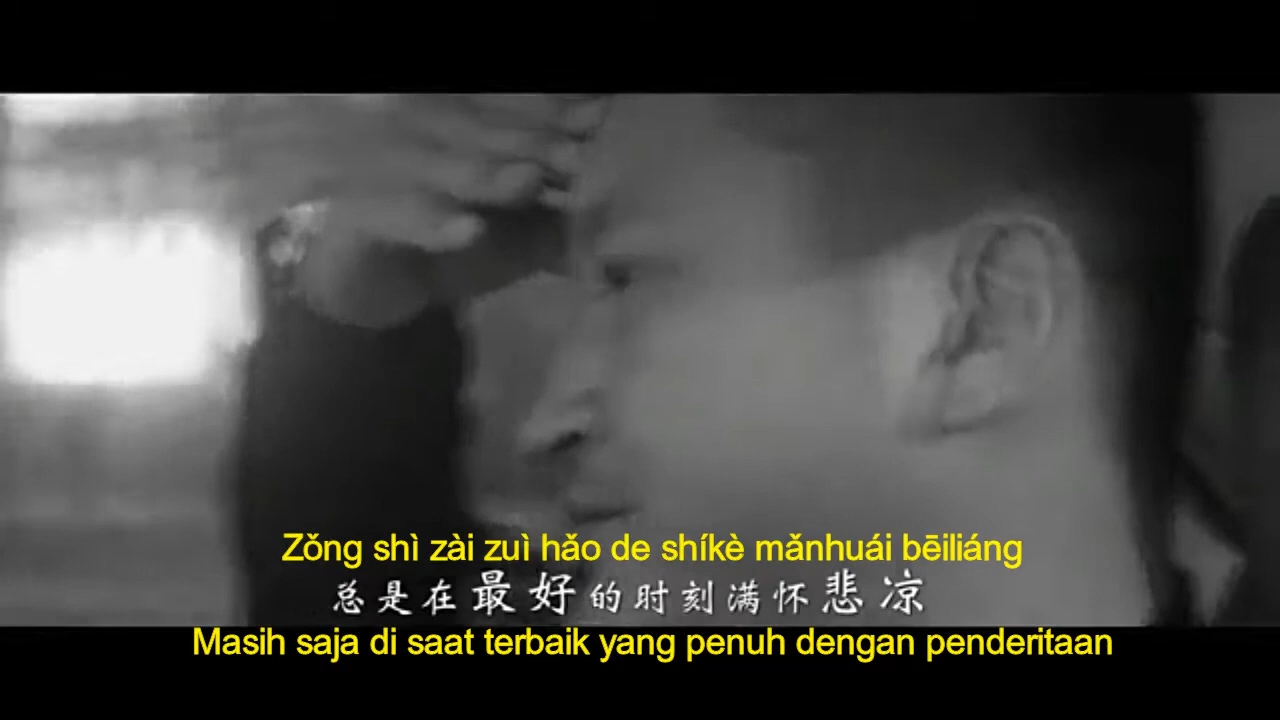 Zǒng shì zài zuì hǎo de shíkè mǎnhuái bēiliáng
总是在最好的时刻满怀悲凉
Masih saja di saat terbaik yang penuh dengan penderitaan